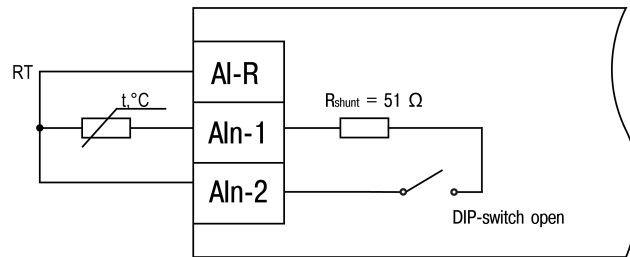 RT
t,°C
AI-R
AIn-1
AIn-2
Rshunt = 51 Ω
DIP-switch open